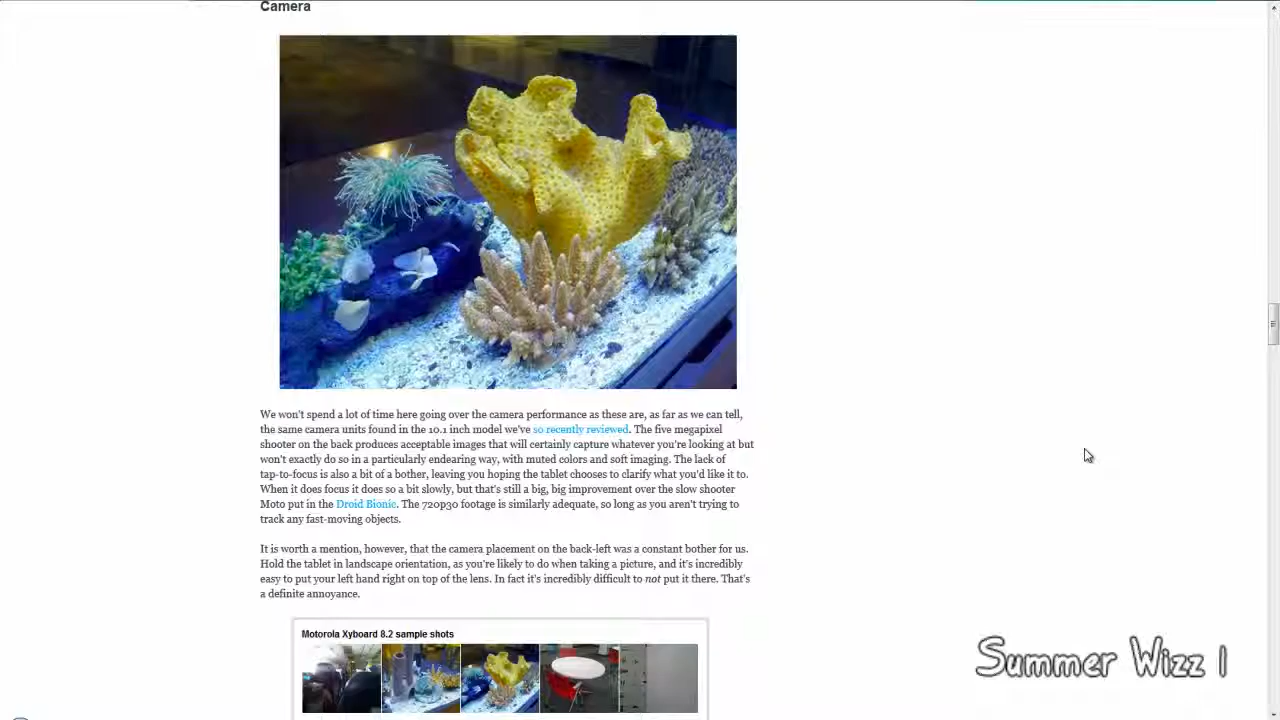 Camera
We won't spend a lot of time here going over the camera performance as these are, as far as we can tell,
the same camera units found in the 10.1 inch model we've so recently reviewed. The five megapixel
shooter on the back produces acceptable images that will certainly capture whatever you're looking at but
won't exactly do so in a particularly endearing way, with muted colors and soft imaging. The lack of
tap-to-focus is also a bit of a bother, leaving you hoping the tablet chooses to clarify what you'd like it to.
When it does focus it does so a bit slowly, but that's still a big, big improvement over the slow shooter
Moto put in the Droid Bionic. The 720p30 footage is similarly adequate, so long as you aren't trying to
track any fast-moving objects.
It is worth a mention, however, that the camera placement on the back-left was a constant bother for us.
Hold the tablet in landscape orientation, as you're likely to do when taking a picture, and it's incredibly
easy to put your left hand right on top of the lens. In fact it's incredibly difficult to not put it there. That's
a definite annoyance.
Motorola Xyboard 8.2 sample shots
Summer Wizz 1